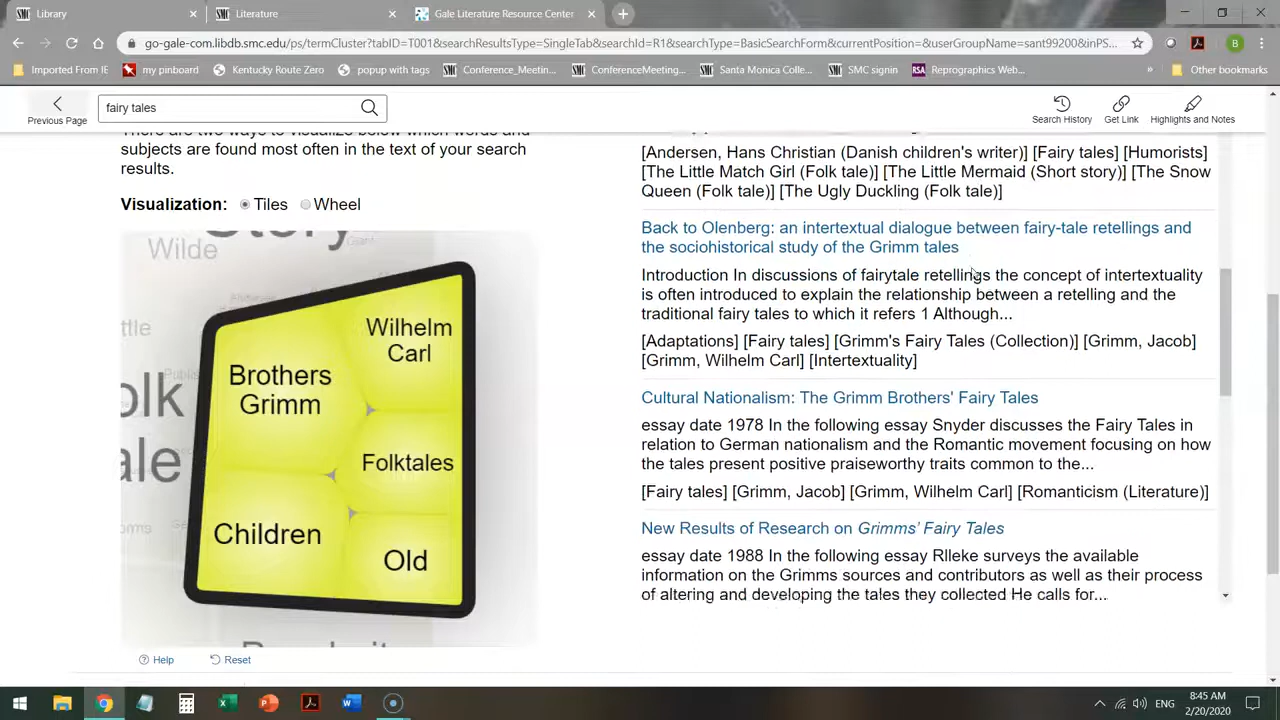 Library
Literature
Gale Literature Resource Center
go-gale-com.libdb.smc.edu/ps/termCluster?tabID=T001&searchResultsType=SingleTab&searchId=R1&searchType=BasicSearchForm&currentPosition=&userGroupName=sant99200&inPS...
Imported From IE
my pinboard
Kentucky Route Zero
popup with tags
Conference_Meetin...
ConferenceMeeting...
Santa Monica Colle...
SMC signin
Reprographics Web...
Other bookmarks
Previous Page
fairy tales
Search History
Get Link
Highlights and Notes
There are two ways to visualize below which words and
subjects are found most often in the text of your search
results.
Visualization: Tiles Wheel
Story
Giant
Wilde
Brothers
Grimm
Wilhelm
Carl
Folktales
Children
Old
Help
Reset
[Andersen, Hans Christian (Danish children's writer)] [Fairy tales] [Humorists]
[The Little Match Girl (Folk tale)] [The Little Mermaid (Short story)] [The Snow
Queen (Folk tale)] [The Ugly Duckling (Folk tale)]
Back to Olenberg: an intertextual dialogue between fairy-tale retellings and
the sociohistorical study of the Grimm tales
Introduction In discussions of fairytale retellings the concept of intertextuality
is often introduced to explain the relationship between a retelling and the
traditional fairy tales to which it refers 1 Although...
[Adaptations] [Fairy tales] [Grimm's Fairy Tales (Collection)] [Grimm, Jacob]
[Grimm, Wilhelm Carl] [Intertextuality]
Cultural Nationalism: The Grimm Brothers' Fairy Tales
essay date 1978 In the following essay Snyder discusses the Fairy Tales in
relation to German nationalism and the Romantic movement focusing on how
the tales present positive praiseworthy traits common to the...
[Fairy tales] [Grimm, Jacob] [Grimm, Wilhelm Carl] [Romanticism (Literature)]
New Results of Research on Grimms' Fairy Tales
essay date 1988 In the following essay Rlleke surveys the available
information on the Grimms sources and contributors as well as their process
of altering and developing the tales they collected He calls for...
ENG
8:45 AM
2/20/2020